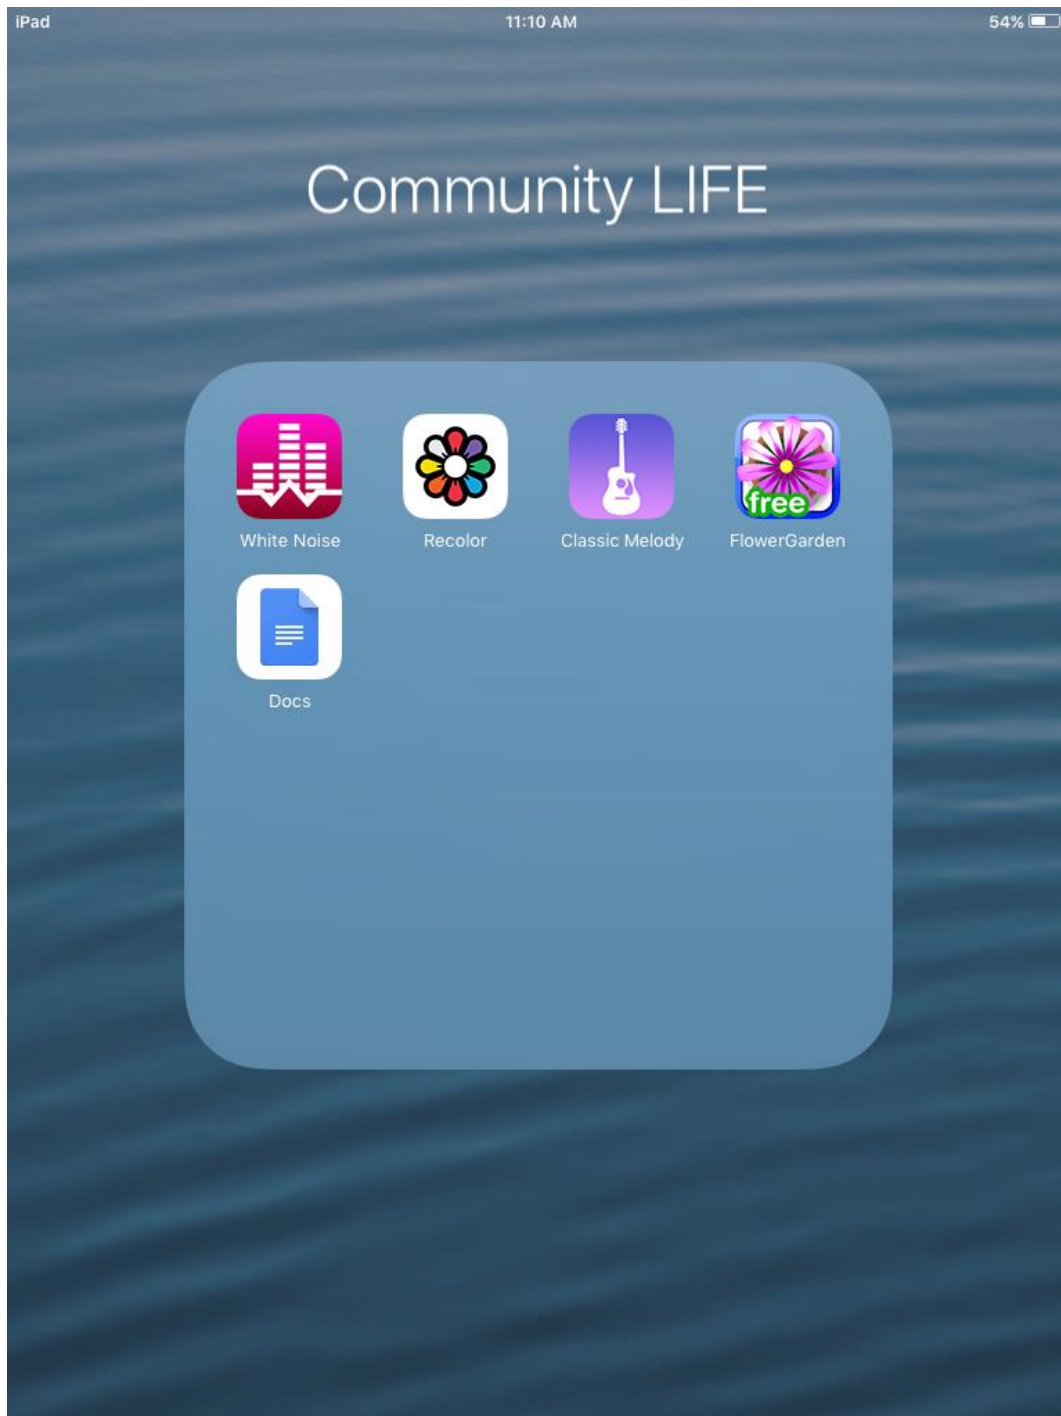 iPad 11:10 AM 54%
Community LIFE
White Noise Recolor Classic Melody FlowerGarden
free
Docs